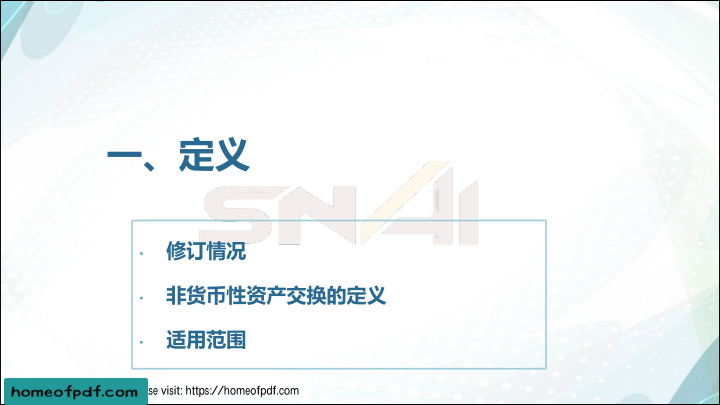 一、定义
SNAI
· 修订情况
· 非货币性资产交换的定义
· 适用范围
homeofpdf.com
se visit: https://homeofpdf.com